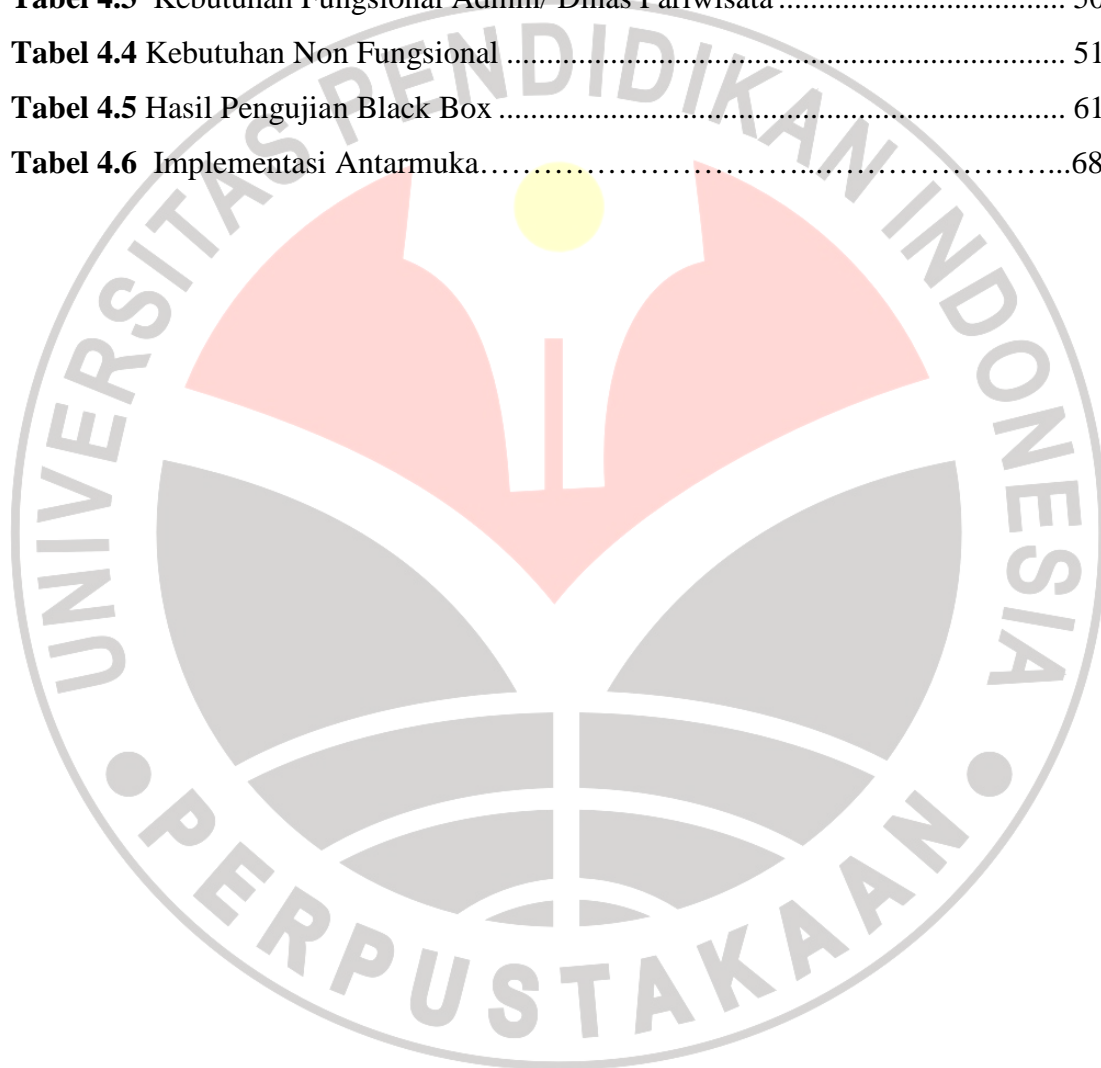 Tabel 4.3 Kebutuhan Fungsional Admin/ Dinas Pariwisata .................................... 50
Tabel 4.4 Kebutuhan Non Fungsional ...................................................................... 51
Tabel 4.5 Hasil Pengujian Black Box ....................................................................... 61
Tabel 4.6 Implementasi Antarmuka…………………………...……………………...68
UNIVERSITAS PENDIDIKAN INDONESIA
PERPUSTAKAAN